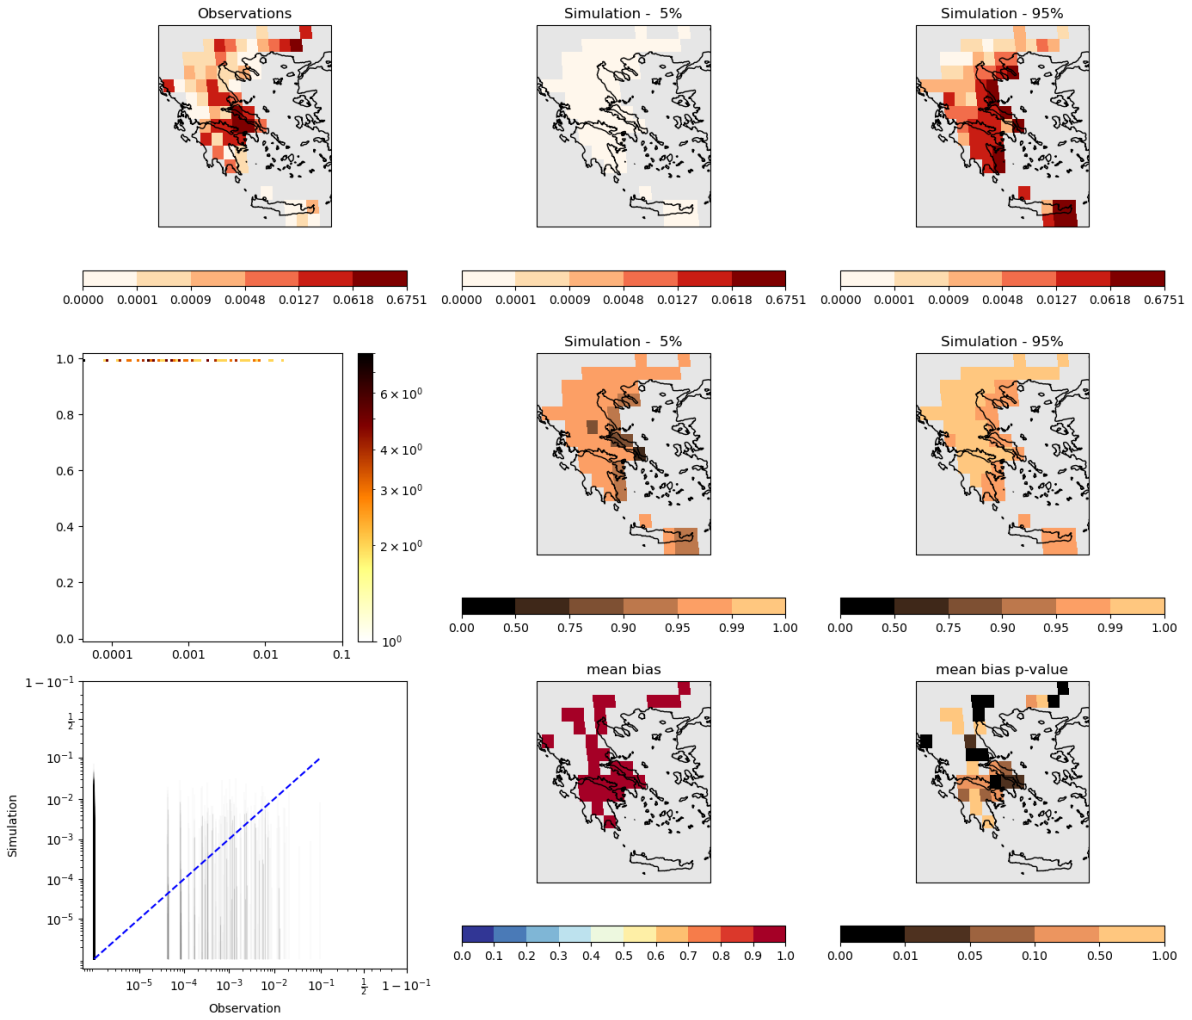 Observations
Simulation -  5%
Simulation - 95%
0.0000 0.0001 0.0009 0.0048 0.0127 0.0618 0.6751
0.0000 0.0001 0.0009 0.0048 0.0127 0.0618 0.6751
0.0000 0.0001 0.0009 0.0048 0.0127 0.0618 0.6751
1.0
0.8
0.6
0.4
0.2
0.0
0.0001 0.001 0.01 0.1
6 × 10⁰
4 × 10⁰
3 × 10⁰
2 × 10⁰
10⁰
Simulation -  5%
0.00 0.50 0.75 0.90 0.95 0.99 1.00
Simulation - 95%
0.00 0.50 0.75 0.90 0.95 0.99 1.00
Simulation
1 − 10⁻¹
1/2
10⁻¹
10⁻²
10⁻³
10⁻⁴
10⁻⁵
10⁻⁵ 10⁻⁴ 10⁻³ 10⁻² 10⁻¹ 1/2 1 − 10⁻¹
Observation
mean bias
0.0 0.1 0.2 0.3 0.4 0.5 0.6 0.7 0.8 0.9 1.0
mean bias p-value
0.00 0.01 0.05 0.10 0.50 1.00